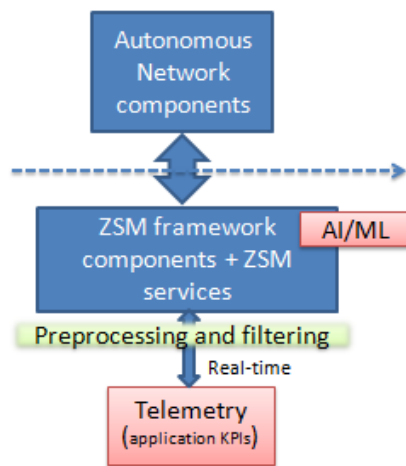 Autonomous
Network
components
ZSM framework
components + ZSM
services
AI/ML
Preprocessing and filtering
Real-time
Telemetry
(application KPIs)